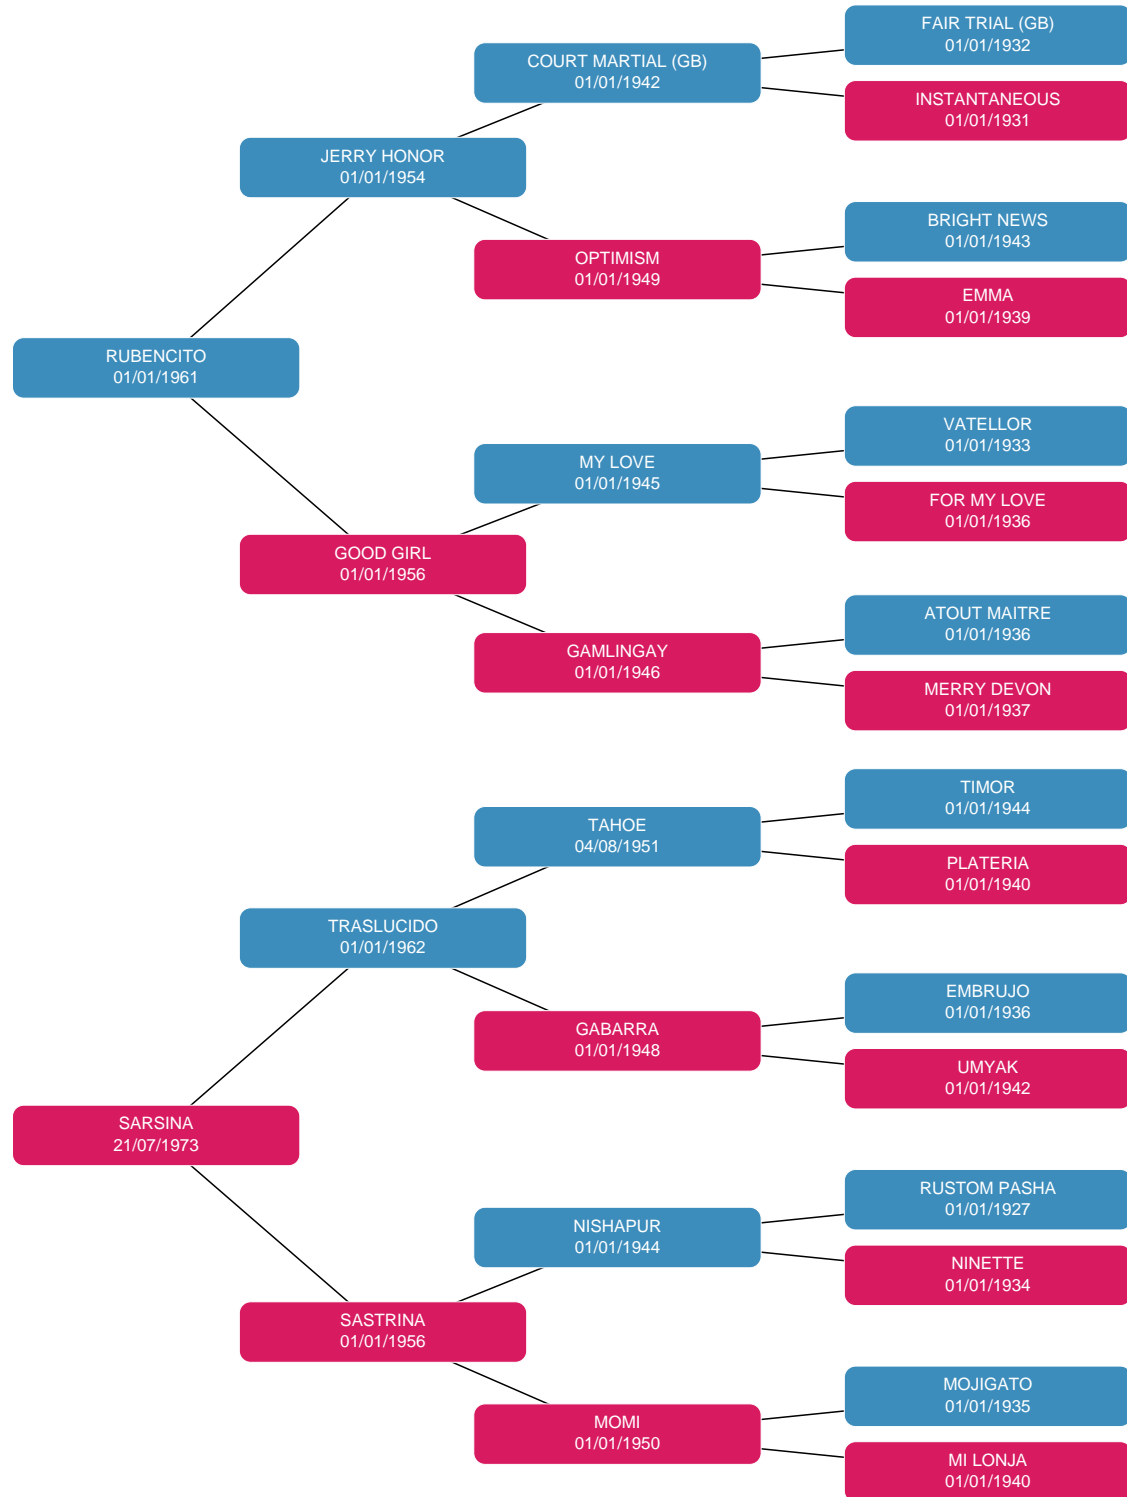 FAIR TRIAL (GB)
01/01/1932
COURT MARTIAL (GB)
01/01/1942
INSTANTANEOUS
01/01/1931
JERRY HONOR
01/01/1954
BRIGHT NEWS
01/01/1943
OPTIMISM
01/01/1949
EMMA
01/01/1939
RUBENCITO
01/01/1961
VATELLOR
01/01/1933
MY LOVE
01/01/1945
FOR MY LOVE
01/01/1936
GOOD GIRL
01/01/1956
ATOUT MAITRE
01/01/1936
GAMLINGAY
01/01/1946
MERRY DEVON
01/01/1937
TIMOR
01/01/1944
TAHOE
04/08/1951
PLATERIA
01/01/1940
TRASLUCIDO
01/01/1962
EMBRUJO
01/01/1936
GABARRA
01/01/1948
UMYAK
01/01/1942
SARSINA
21/07/1973
RUSTOM PASHA
01/01/1927
NISHAPUR
01/01/1944
NINETTE
01/01/1934
SASTRINA
01/01/1956
MOJIGATO
01/01/1935
MOMI
01/01/1950
MI LONJA
01/01/1940